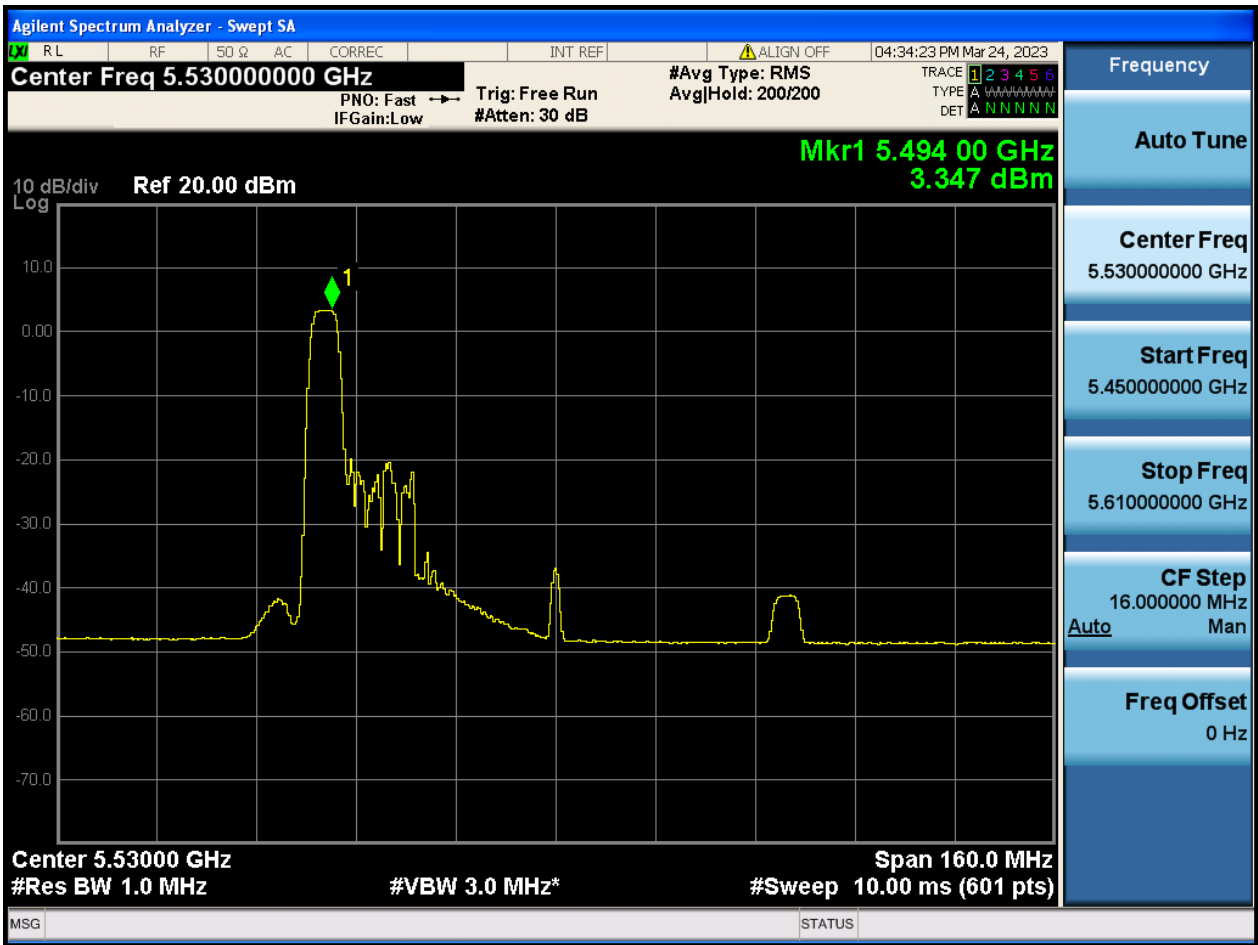 Agilent Spectrum Analyzer - Swept SA
LXI RL RF 50 Ω AC CORREC INT REF ALIGN OFF 04:34:23 PM Mar 24, 2023
Center Freq 5.530000000 GHz
PNO: Fast
IFGain:Low
Trig: Free Run
#Atten: 30 dB
#Avg Type: RMS
Avg|Hold: 200/200
TRACE 1 2 3 4 5 6
TYPE A WWWWW
DET A N N N N N
Mkr1 5.494 00 GHz
3.347 dBm
10 dB/div Ref 20.00 dBm
Log
10.0
1
0.00
-10.0
-20.0
-30.0
-40.0
-50.0
-60.0
-70.0
Center 5.53000 GHz Span 160.0 MHz
#Res BW 1.0 MHz #VBW 3.0 MHz* #Sweep 10.00 ms (601 pts)
MSG STATUS
Frequency
Auto Tune
Center Freq
5.530000000 GHz
Start Freq
5.450000000 GHz
Stop Freq
5.610000000 GHz
CF Step
16.000000 MHz
Auto Man
Freq Offset
0 Hz